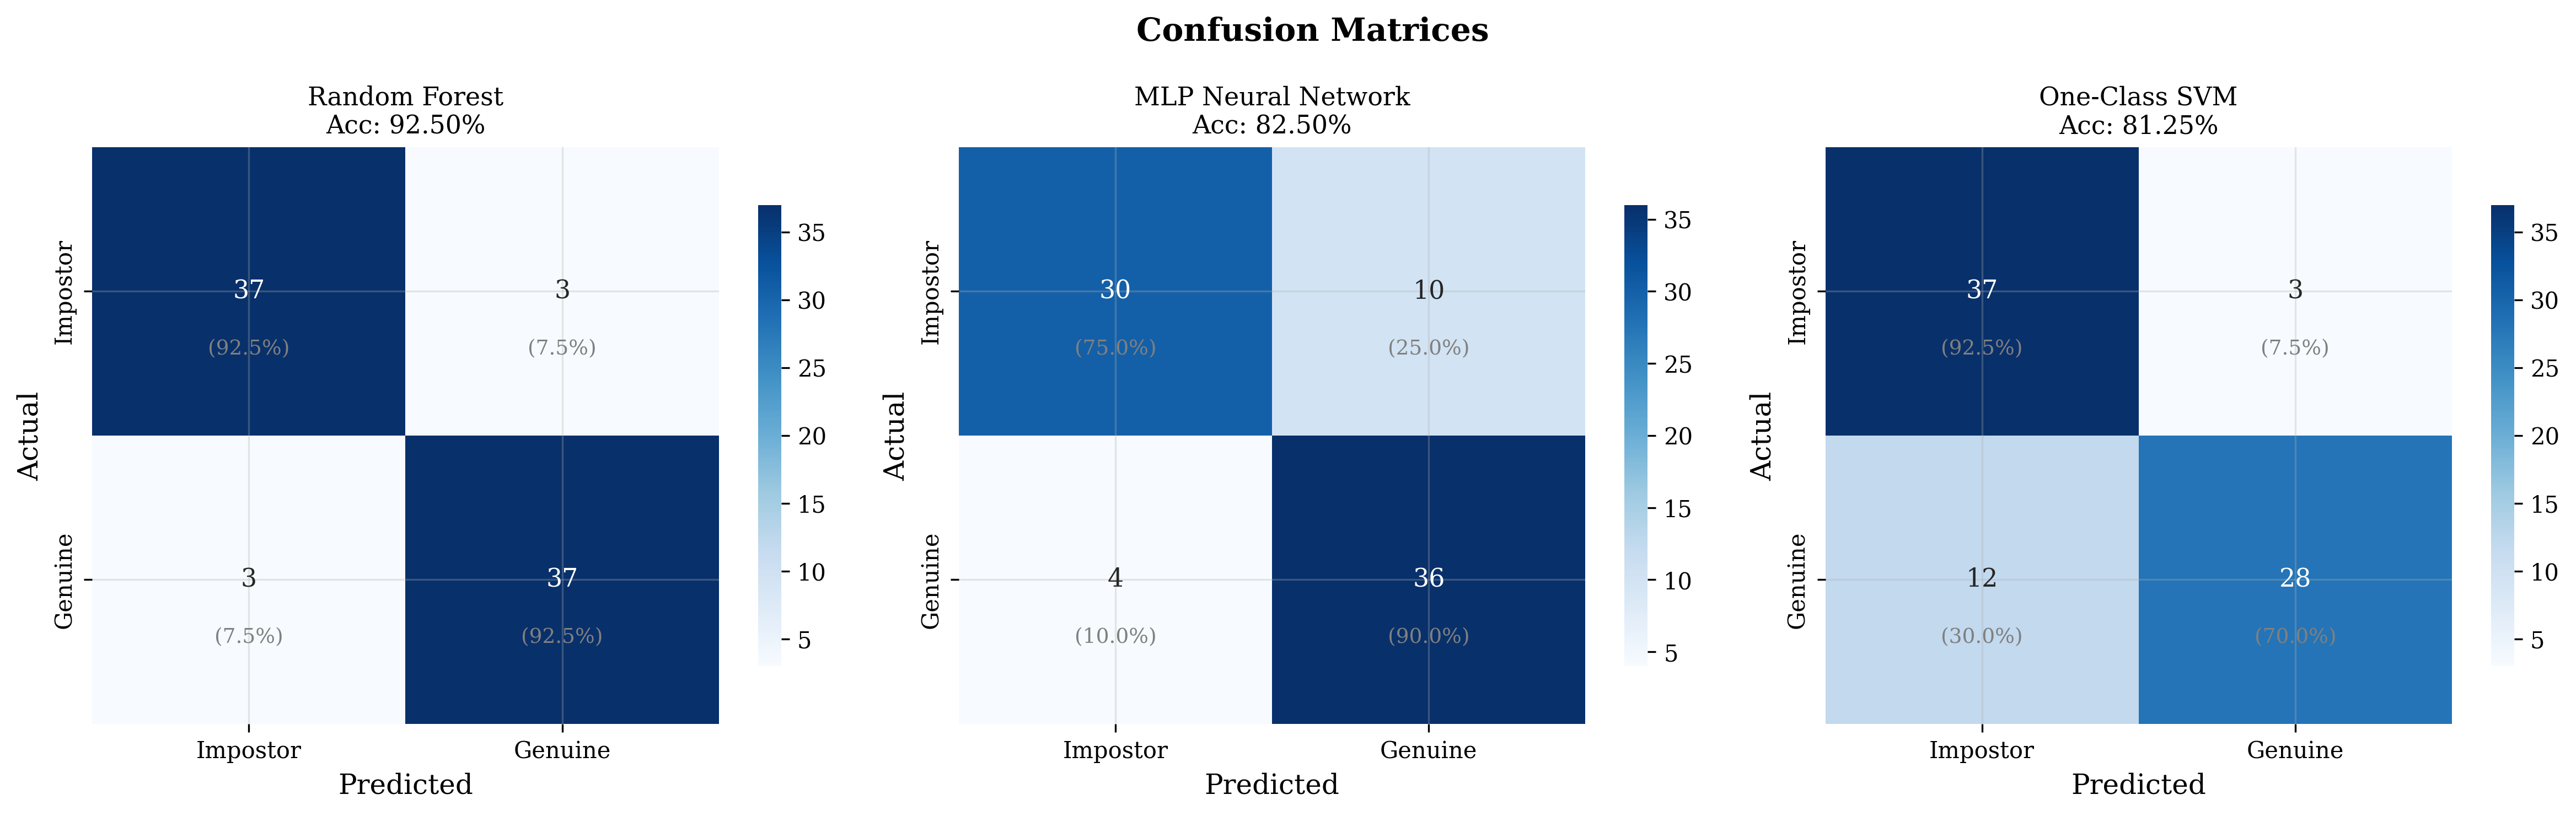 Confusion Matrices
Random Forest
Acc: 92.50%
Actual
Impostor
Genuine
37
3
(92.5%)
(7.5%)
3
37
(7.5%)
(92.5%)
Impostor
Genuine
Predicted
35
30
25
20
15
10
5
MLP Neural Network
Acc: 82.50%
Actual
Impostor
Genuine
30
10
(75.0%)
(25.0%)
4
36
(10.0%)
(90.0%)
Impostor
Genuine
Predicted
35
30
25
20
15
10
5
One-Class SVM
Acc: 81.25%
Actual
Impostor
Genuine
37
3
(92.5%)
(7.5%)
12
28
(30.0%)
(70.0%)
Impostor
Genuine
Predicted
35
30
25
20
15
10
5